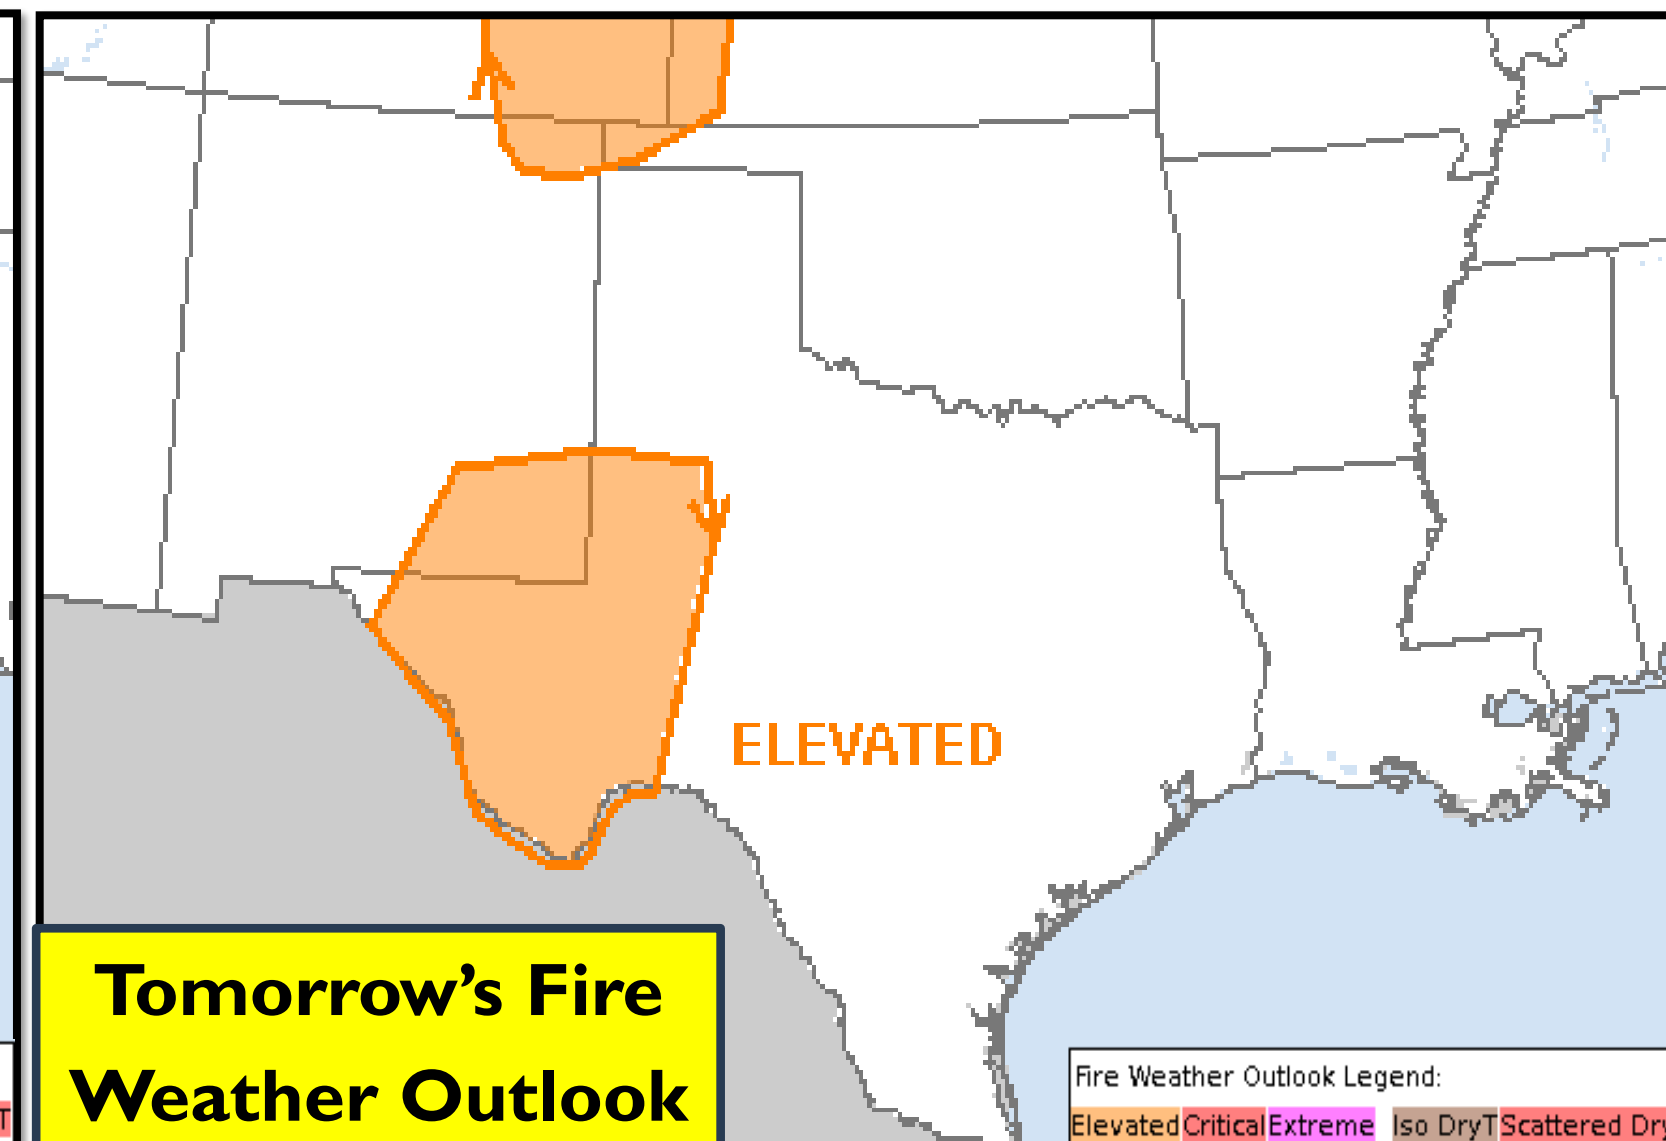 ELEVATED
Tomorrow’s Fire
Weather Outlook
Fire Weather Outlook Legend:
Elevated Critical Extreme Iso DryT Scattered Dry
T